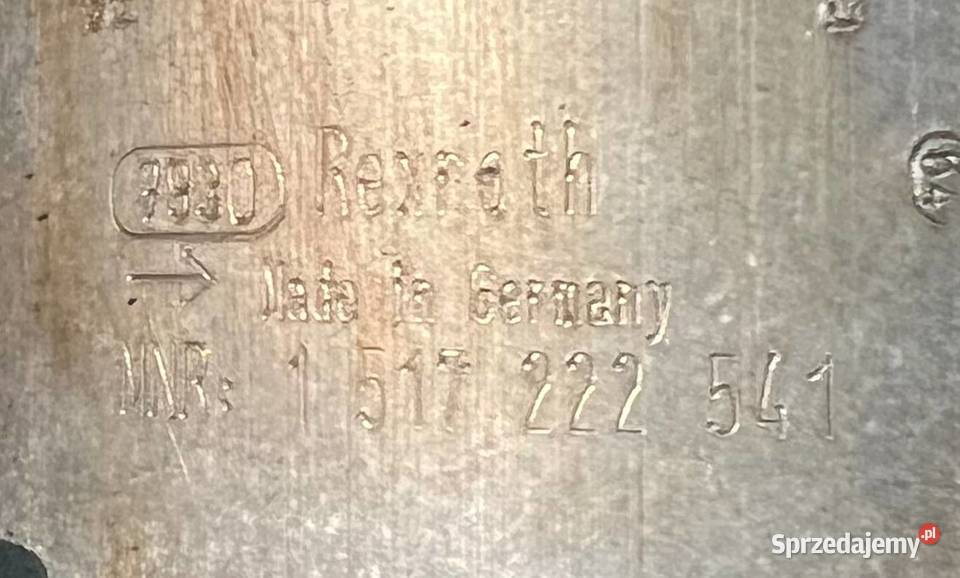 7930 Rexroth
→ Made in Germany
MNR: 1 517 222 541
Sprzedajemy.pl